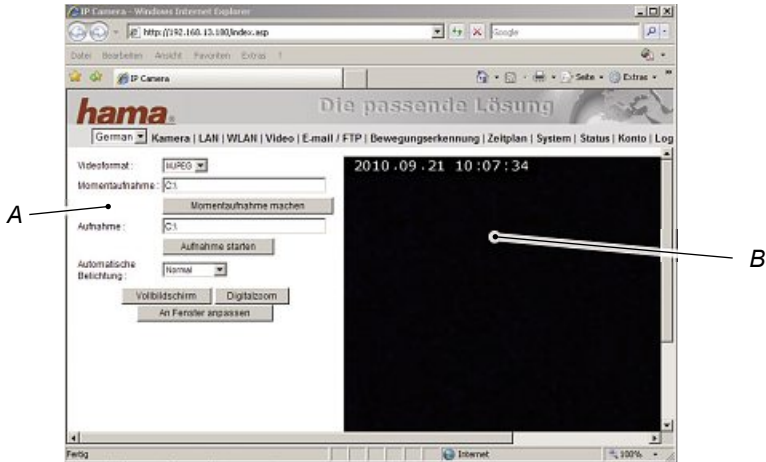 IP Camera - Windows Internet Explorer
http://192.168.13.180/index.asp
Google
Datei Bearbeiten Ansicht Favoriten Extras ?
IP Camera
Seite Extras
hama.
Die passende Lösung
German Kamera | LAN | WLAN | Video | E-mail / FTP | Bewegungserkennung | Zeitplan | System | Status | Konto | Log
Videoformat: MJPEG
Momentaufnahme: C:\
Momentaufnahme machen
Aufnahme: C:\
Aufnahme starten
Automatische
Belichtung: Normal
Vollbildschirm Digitalzoom
An Fenster anpassen
2010.09.21 10:07:34
A
B
Fertig
Internet
100%